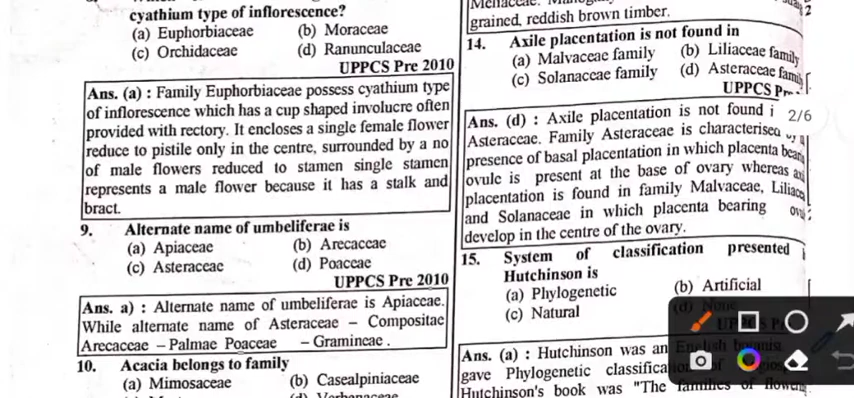 cyathium type of inflorescence?
(a) Euphorbiaceae (b) Moraceae
(c) Orchidaceae (d) Ranunculaceae
UPPCS Pre 2010
Ans. (a) : Family Euphorbiaceae possess cyathium type
of inflorescence which has a cup shaped involucre often
provided with rectory. It encloses a single female flower
reduce to pistile only in the centre, surrounded by a no
of male flowers reduced to stamen single stamen
represents a male flower because it has a stalk and
bract.
9. Alternate name of umbeliferae is
(a) Apiaceae (b) Arecaceae
(c) Asteraceae (d) Poaceae
UPPCS Pre 2010
Ans. a) : Alternate name of umbeliferae is Apiaceae.
While alternate name of Asteraceae – Compositae
Arecaceae – Palmae Poaceae – Gramineae .
10. Acacia belongs to family
(a) Mimosaceae (b) Casealpiniaceae
grained, reddish brown timber.
14. Axile placentation is not found in
(a) Malvaceae family (b) Liliaceae family
(c) Solanaceae family (d) Asteraceae family
UPPCS
Ans. (d) : Axile placentation is not found
2/6
Asteraceae. Family Asteraceae is characterised
presence of basal placentation in which placenta
ovule is present at the base of ovary whereas
placentation is found in family Malvaceae,
and Solanaceae in which placenta bearing
develop in the centre of the ovary.
15. System of classification presented
Hutchinson is
(a) Phylogenetic (b) Artificial
(c) Natural (d) None
Ans. (a) : Hutchinson was an English
gave Phylogenetic
Hutchinson's book was "The families of